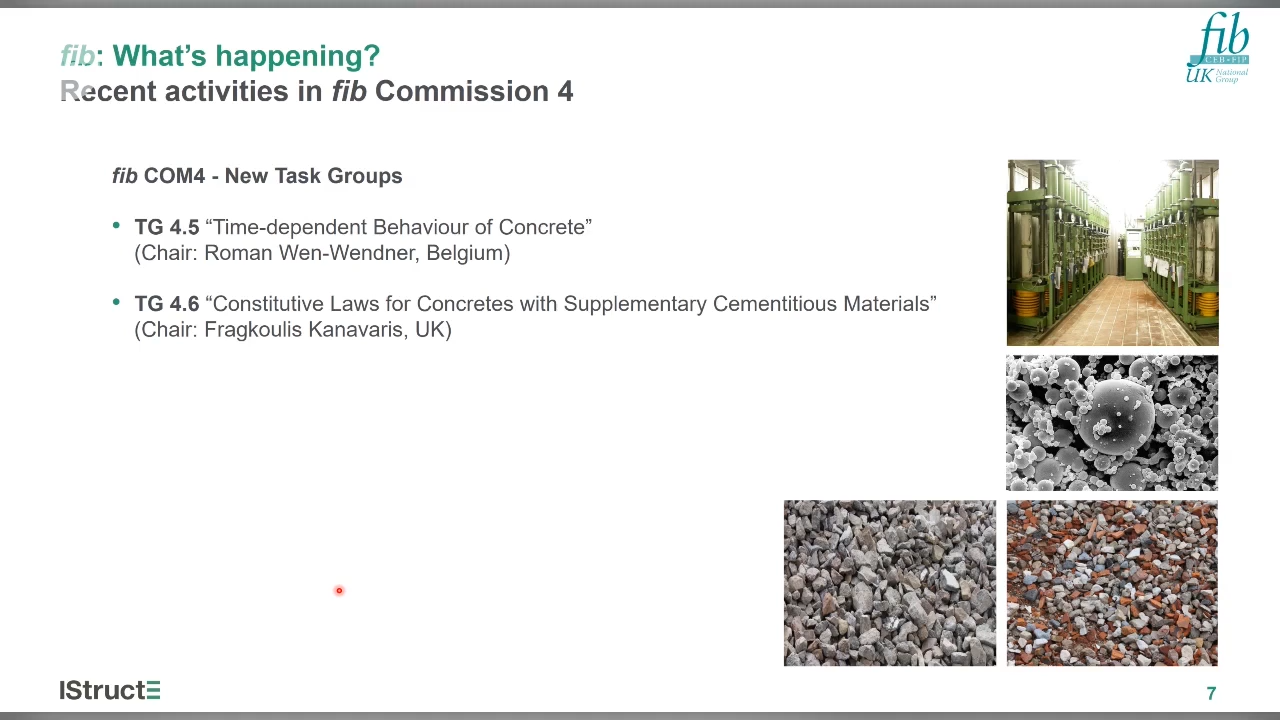 fib: What’s happening?
Recent activities in fib Commission 4
fib
CEB-FIP
UK National
Group
fib COM4 - New Task Groups
• TG 4.5 “Time-dependent Behaviour of Concrete”
(Chair: Roman Wen-Wendner, Belgium)
• TG 4.6 “Constitutive Laws for Concretes with Supplementary Cementitious Materials”
(Chair: Fragkoulis Kanavaris, UK)
IStructE
7